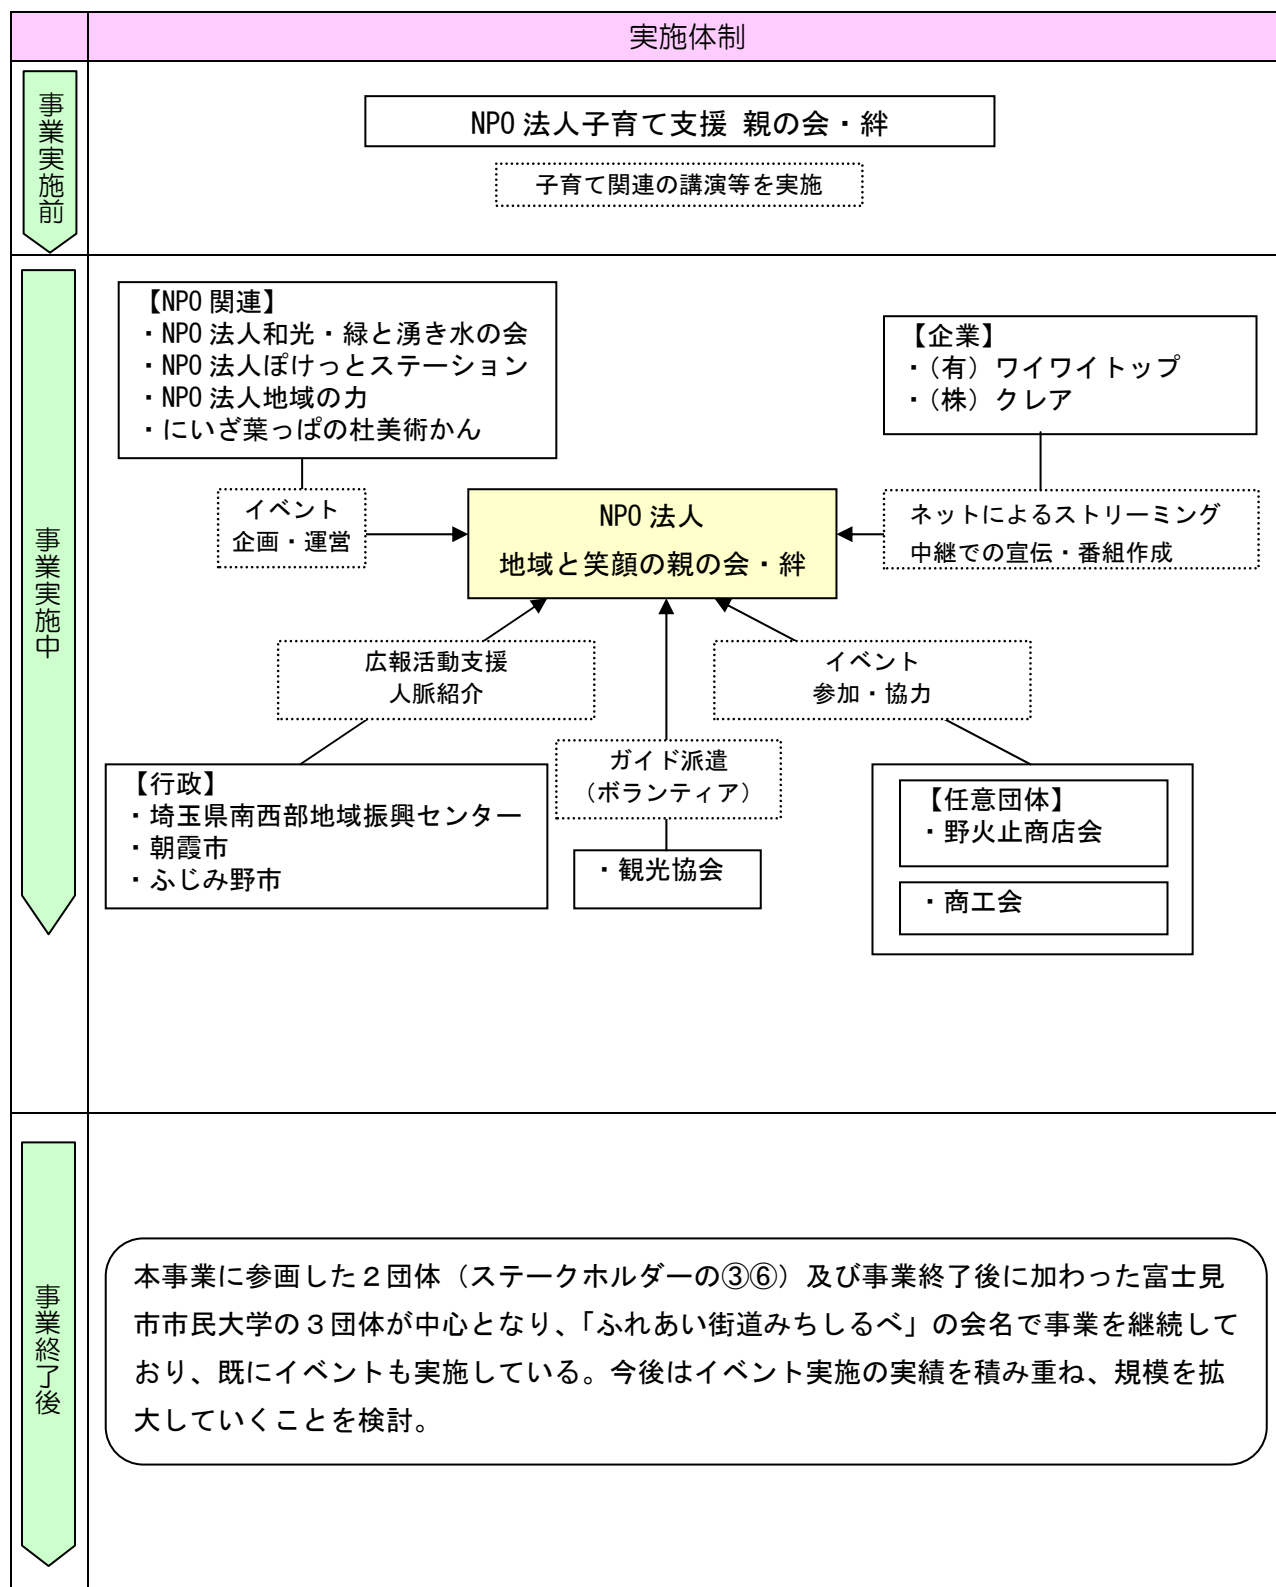 実施体制
事業実施前
NPO法人子育て支援 親の会・絆
子育て関連の講演等を実施
事業実施中
【NPO関連】
・NPO法人和光・緑と湧き水の会
・NPO法人ぽけっとステーション
・NPO法人地域の力
・にいざ葉っぱの杜美術かん
【企業】
・（有）ワイワイトップ
・（株）クレア
イベント
企画・運営
NPO法人
地域と笑顔の親の会・絆
ネットによるストリーミング
中継での宣伝・番組作成
広報活動支援
人脈紹介
イベント
参加・協力
ガイド派遣
（ボランティア）
【行政】
・埼玉県南西部地域振興センター
・朝霞市
・ふじみ野市
・観光協会
【任意団体】
・野火止商店会
・商工会
事業終了後
本事業に参画した２団体（ステークホルダーの③⑥）及び事業終了後に加わった富士見
市市民大学の３団体が中心となり、「ふれあい街道みちしるべ」の会名で事業を継続して
おり、既にイベントも実施している。今後はイベント実施の実績を積み重ね、規模を拡
大していくことを検討。